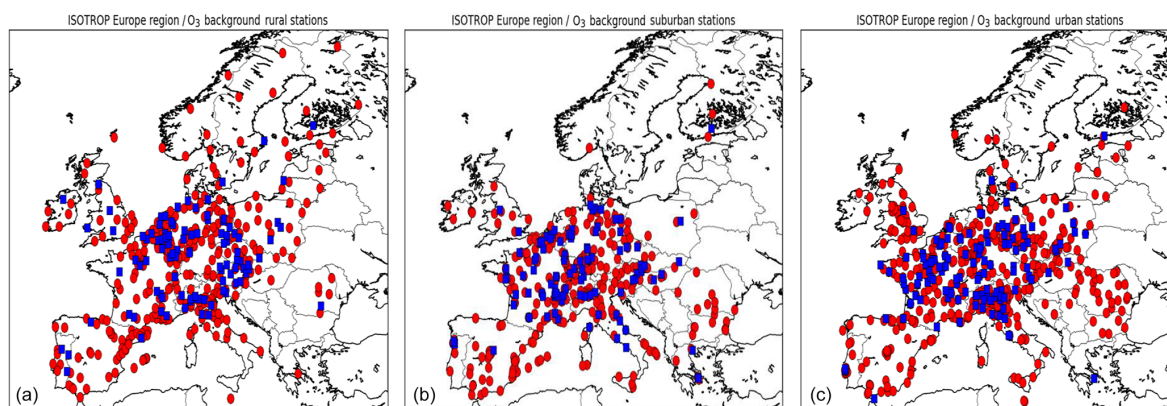 ISOTROP Europe region / O₃ background rural stations
(a)
ISOTROP Europe region / O₃ background suburban stations
(b)
ISOTROP Europe region / O₃ background urban stations
(c)